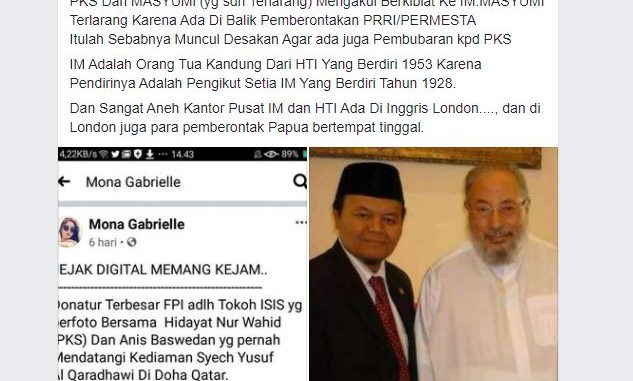 PKS Dan MASYUMI (yg sdh Terlarang) Mengakui Berkiblat Ke IM.MASYUMI
Terlarang Karena Ada Di Balik Pemberontakan PRRI/PERMESTA
Itulah Sebabnya Muncul Desakan Agar ada juga Pembubaran kpd PKS
IM Adalah Orang Tua Kandung Dari HTI Yang Berdiri 1953 Karena
Pendirinya Adalah Pengikut Setia IM Yang Berdiri Tahun 1928.
Dan Sangat Aneh Kantor Pusat IM dan HTI Ada Di Inggris London...., dan di
London juga para pemberontak Papua bertempat tinggal.
4,22KB/s 14.43 89%
Mona Gabrielle
Mona Gabrielle
6 hari
EJAK DIGITAL MEMANG KEJAM..
Donatur Terbesar FPI adlh Tokoh ISIS yg
erfoto Bersama Hidayat Nur Wahid
PKS) Dan Anis Baswedan yg pernah
Mendatangi Kediaman Syech Yusuf
Al Qaradhawi Di Doha Qatar.